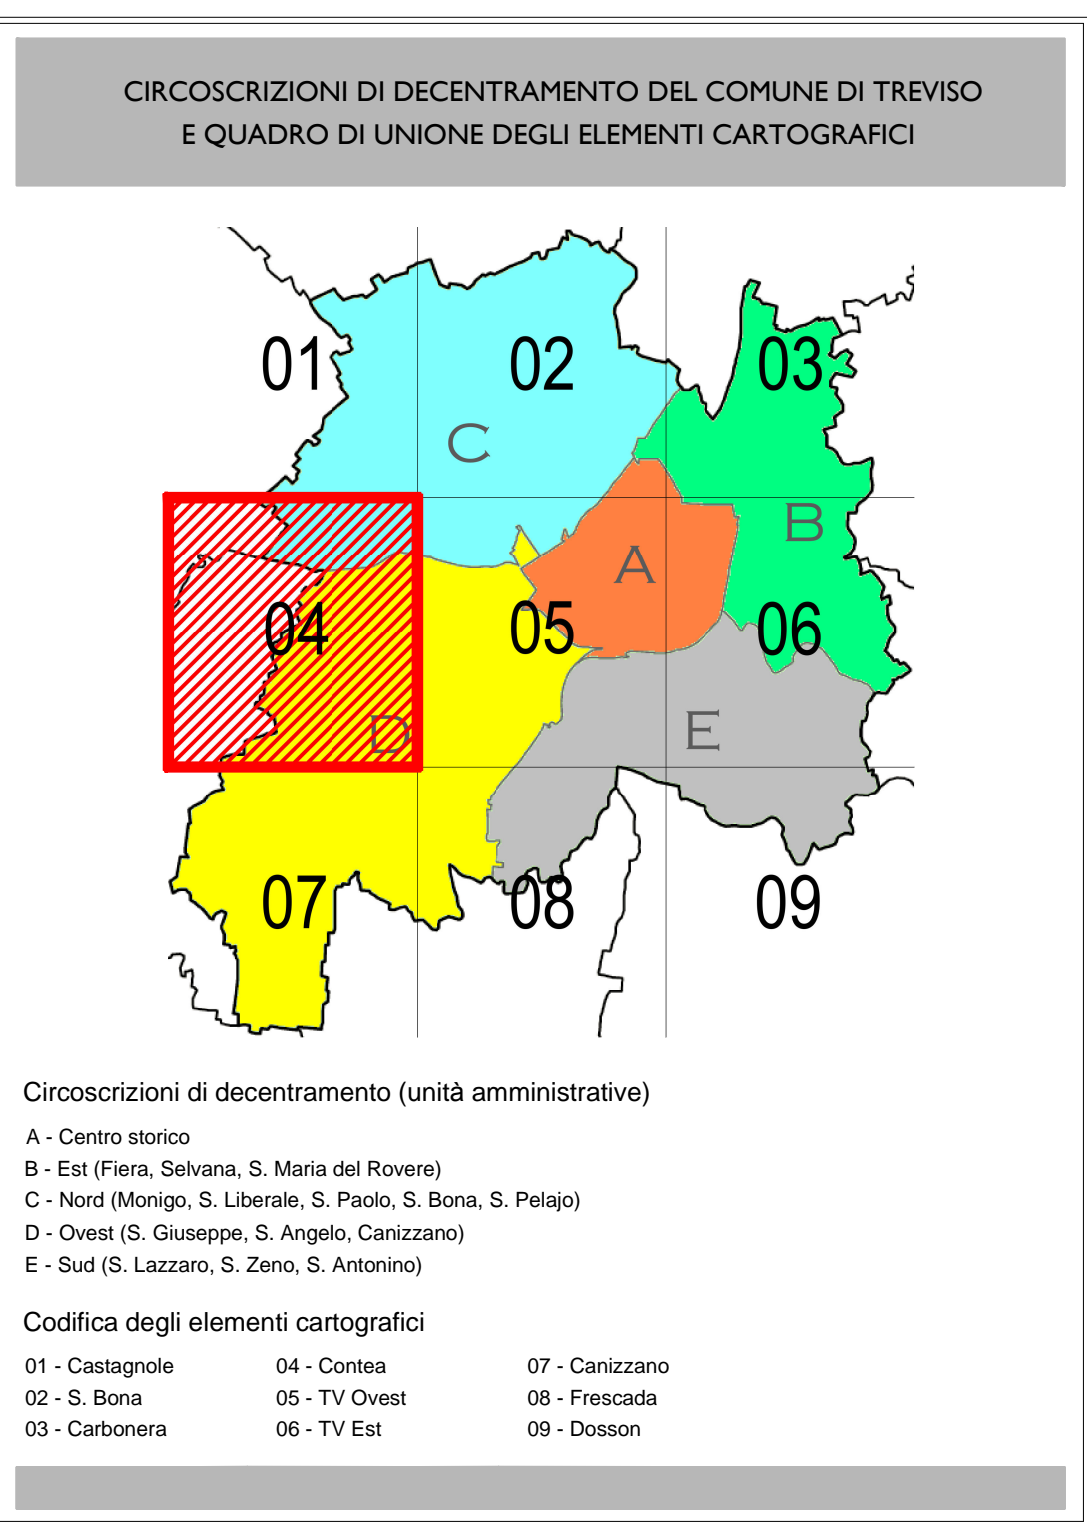 CIRCOSCRIZIONI DI DECENTRAMENTO DEL COMUNE DI TREVISO
E QUADRO DI UNIONE DEGLI ELEMENTI CARTOGRAFICI
01
02
03
C
B
A
04
05
06
D
E
07
08
09
Circoscrizioni di decentramento (unità amministrative)
A - Centro storico
B - Est (Fiera, Selvana, S. Maria del Rovere)
C - Nord (Monigo, S. Liberale, S. Paolo, S. Bona, S. Pelajo)
D - Ovest (S. Giuseppe, S. Angelo, Canizzano)
E - Sud (S. Lazzaro, S. Zeno, S. Antonino)
Codifica degli elementi cartografici
01 - Castagnole 04 - Contea 07 - Canizzano
02 - S. Bona 05 - TV Ovest 08 - Frescada
03 - Carbonera 06 - TV Est 09 - Dosson